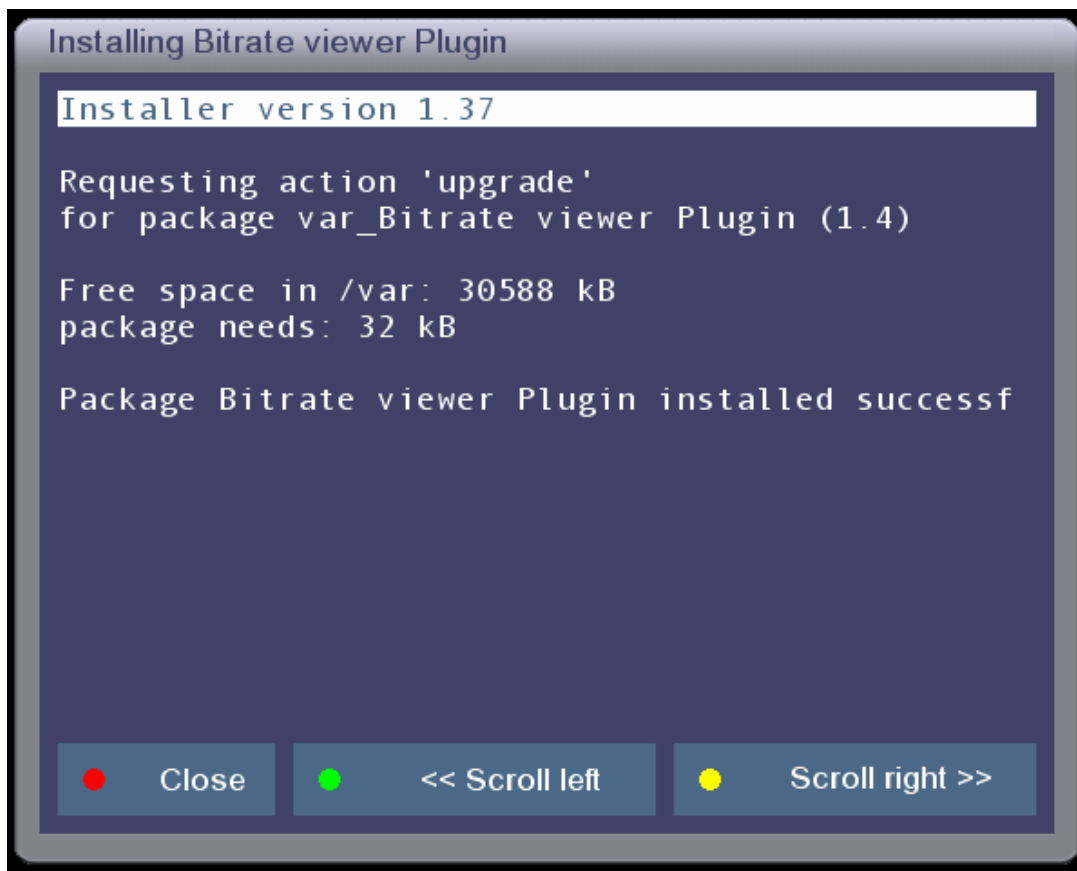 Installing Bitrate viewer Plugin
Installer version 1.37
Requesting action 'upgrade'
for package var_Bitrate viewer Plugin (1.4)
Free space in /var: 30588 kB
package needs: 32 kB
Package Bitrate viewer Plugin installed successf
Close
<< Scroll left
Scroll right >>